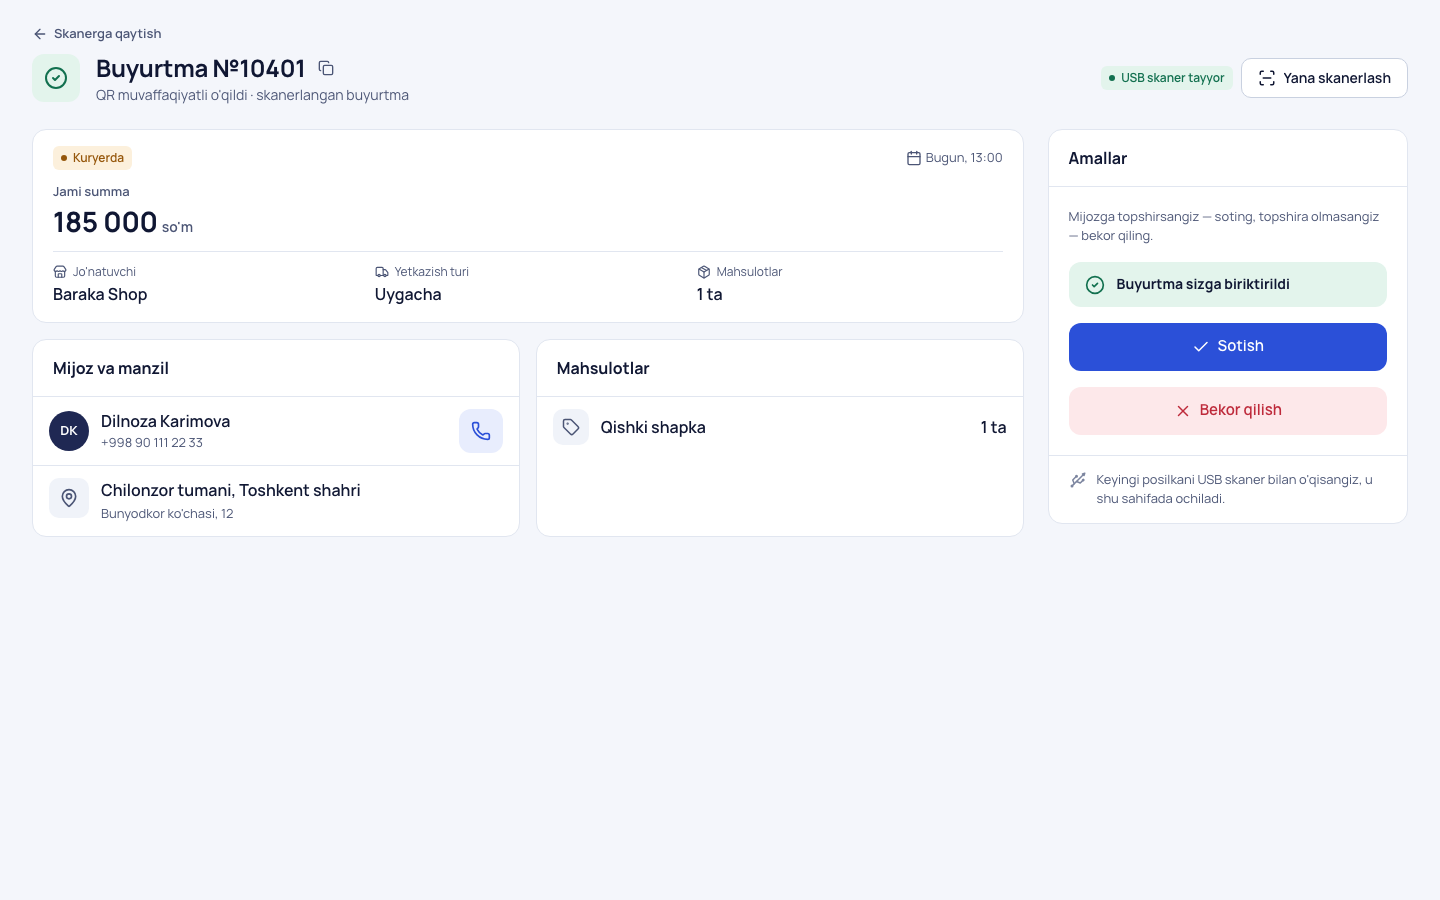 Skanerga qaytish
Buyurtma №10401
QR muvaffaqiyatli o'qildi · skanerlangan buyurtma
USB skaner tayyor
Yana skanerlash
Kuryerda
Bugun, 13:00
Jami summa
185 000 so'm
Jo'natuvchi
Baraka Shop
Yetkazish turi
Uygacha
Mahsulotlar
1 ta
Mijoz va manzil
DK
Dilnoza Karimova
+998 90 111 22 33
Chilonzor tumani, Toshkent shahri
Bunyodkor ko'chasi, 12
Mahsulotlar
Qishki shapka
1 ta
Amallar
Mijozga topshirsangiz — soting, topshira olmasangiz
— bekor qiling.
Buyurtma sizga biriktirildi
Sotish
Bekor qilish
Keyingi posilkani USB skaner bilan o'qisangiz, u
shu sahifada ochiladi.